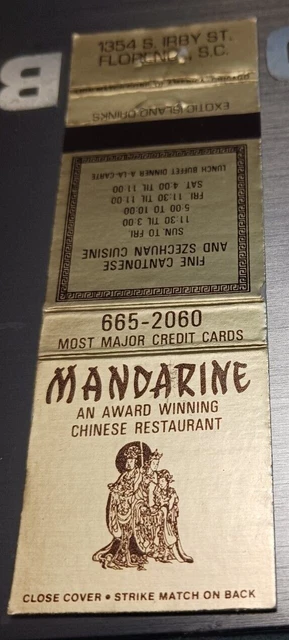 1354 S. IRBY ST.
FLORENCE, S.C.
EXOTIC ISLAND DRINKS
FINE CANTONESE
AND SZECHUAN CUISINE
SUN. TO FRI.
11:30 TIL 3:00
5:00 TO 10:00
FRI. 11:30 TIL 11:00
SAT 4:00 TIL 11:00
LUNCH BUFFET DINNER A-LA-CARTE
665-2060
MOST MAJOR CREDIT CARDS
MANDARINE
AN AWARD WINNING
CHINESE RESTAURANT
CLOSE COVER • STRIKE MATCH ON BACK
B